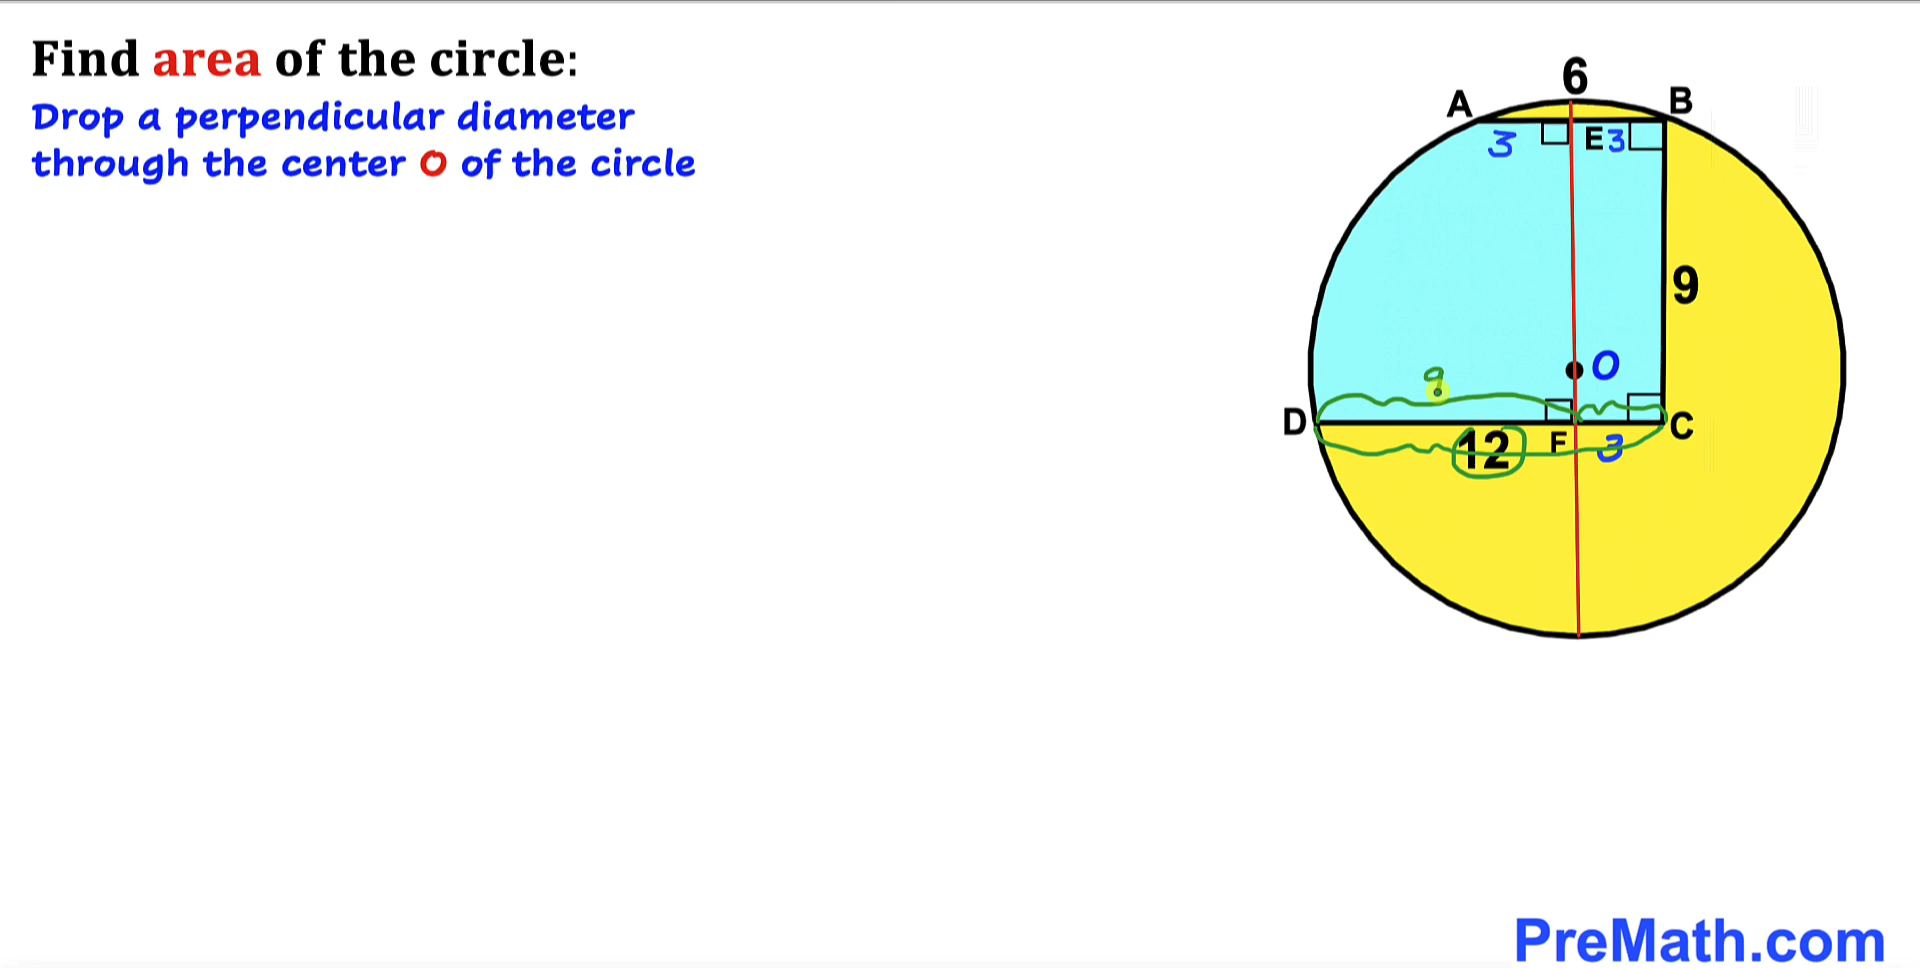 Find area of the circle:
Drop a perpendicular diameter
through the center O of the circle
6
A
B
3
E 3
9
9
O
D
C
12
F
3
PreMath.com